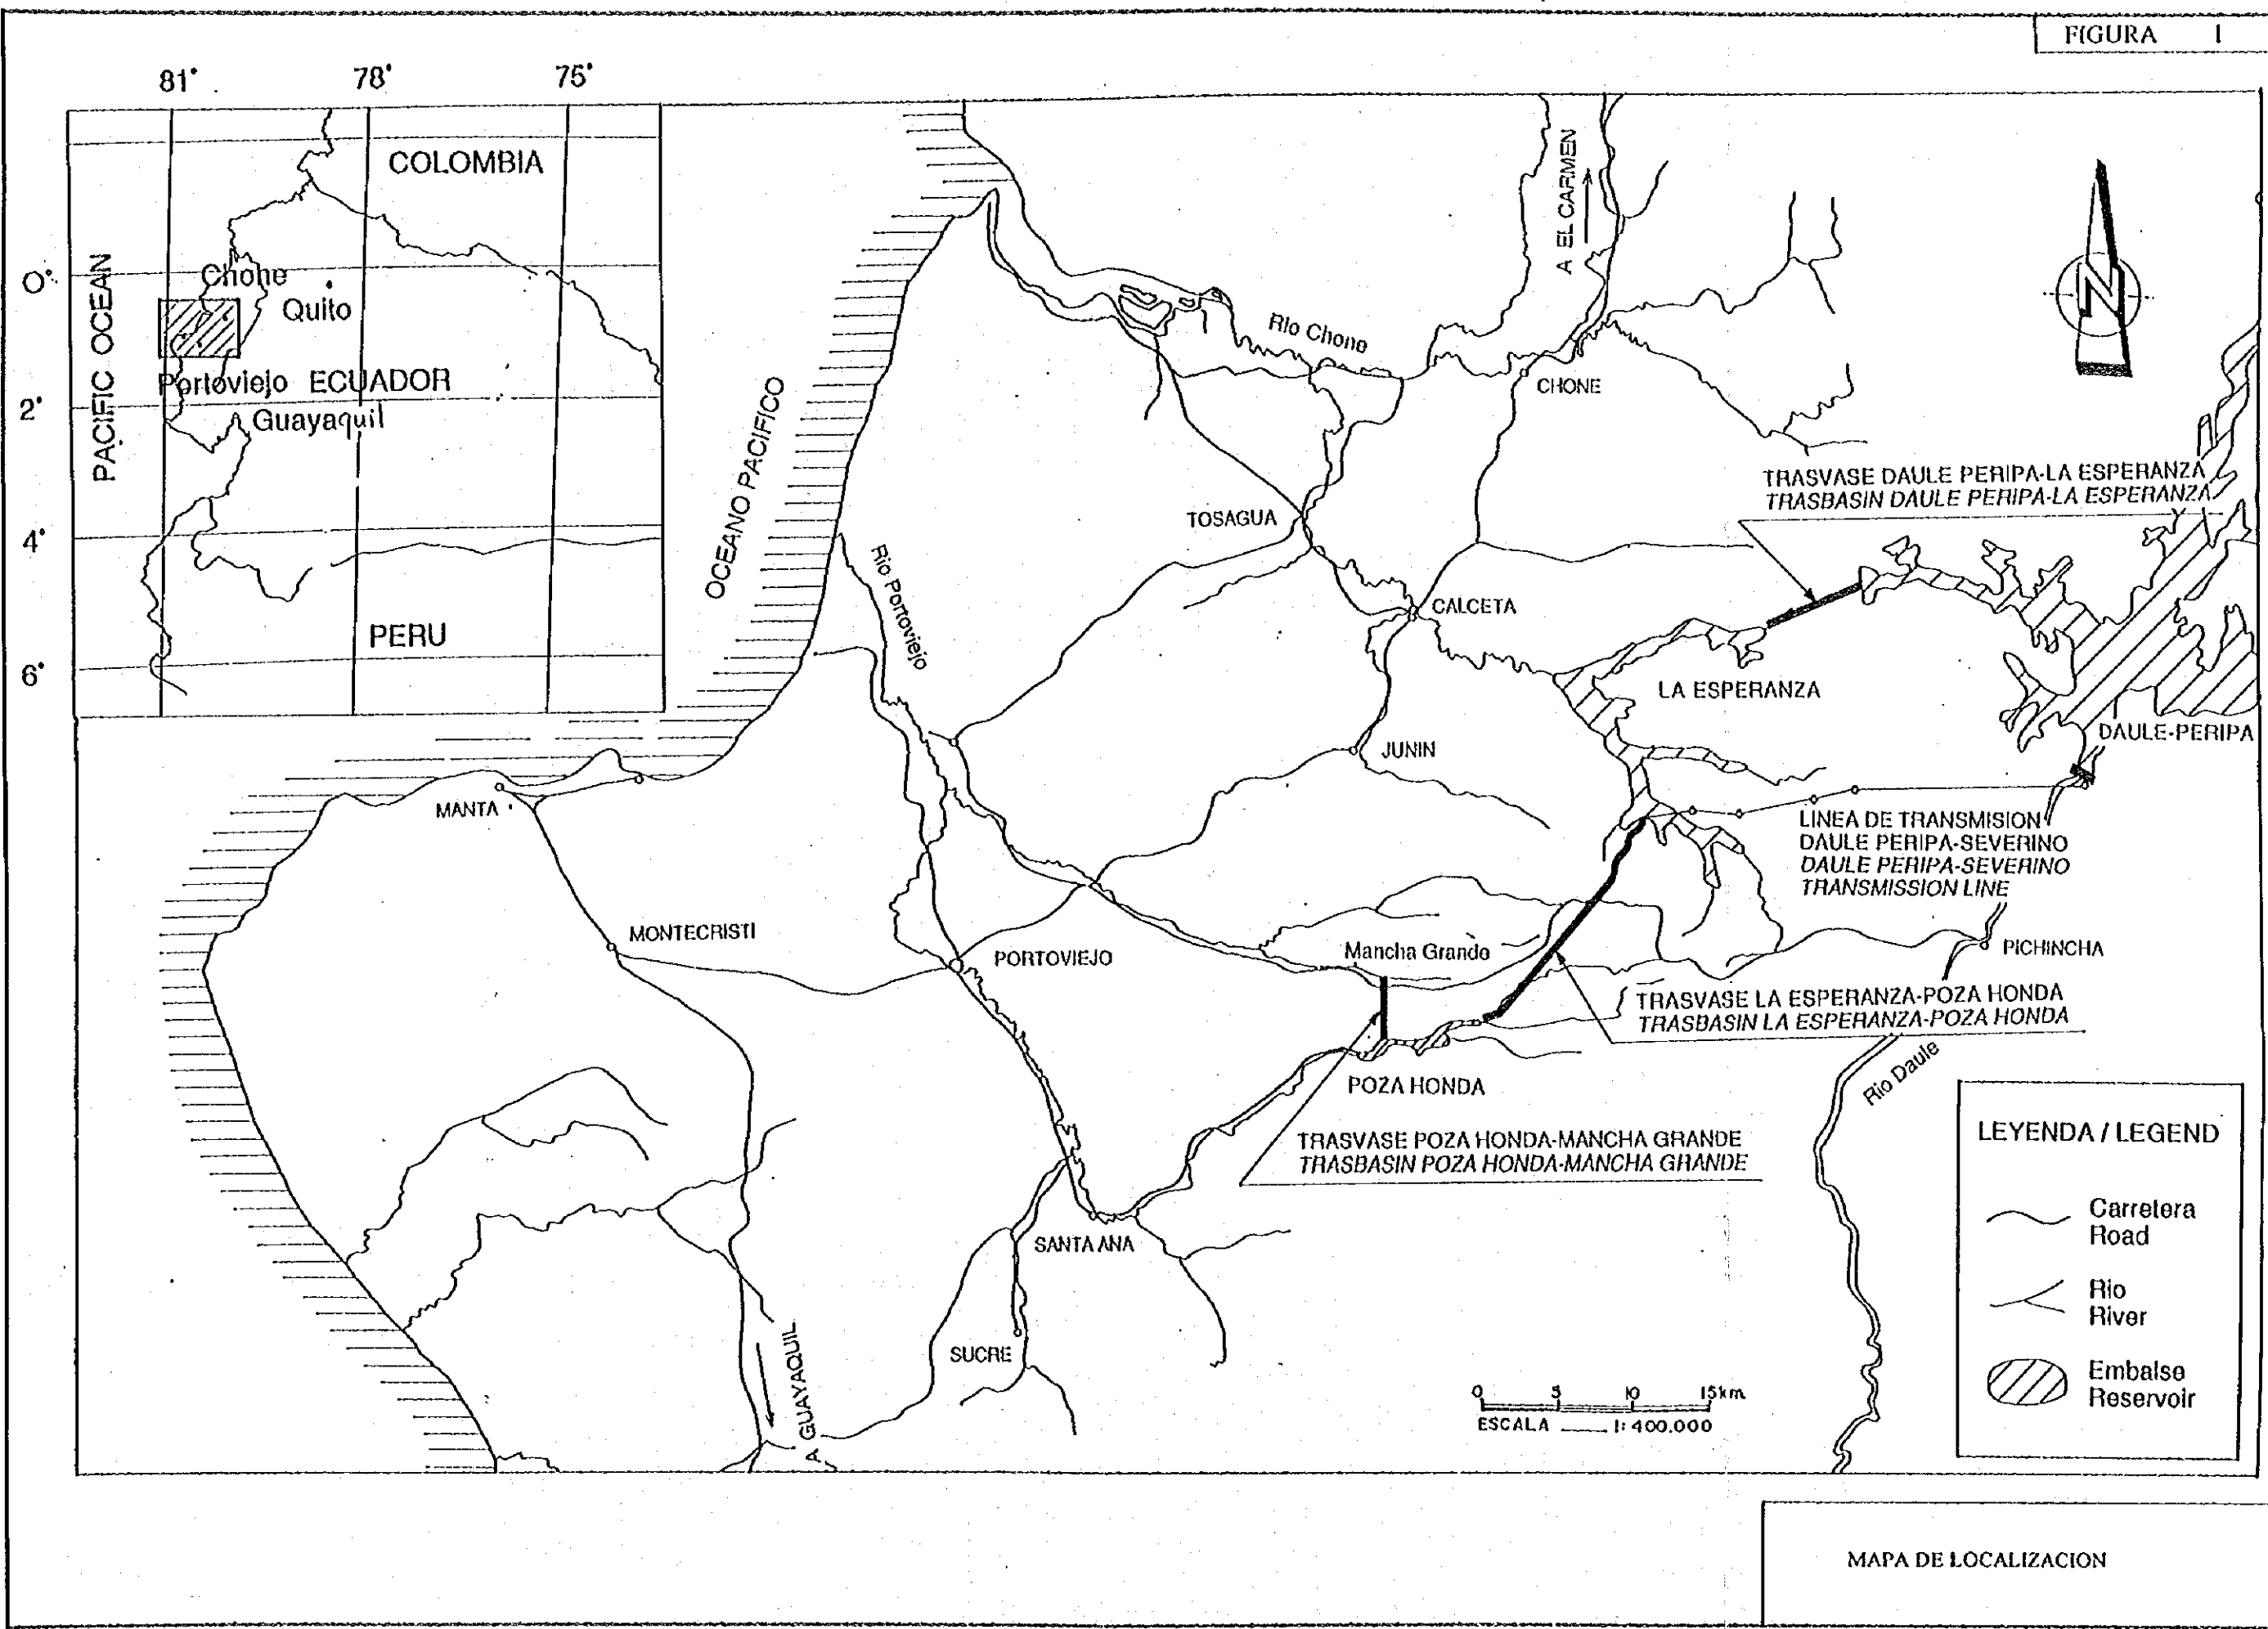 FIGURA 1
81° 78° 75°
COLOMBIA
PACIFIC OCEAN
0°
Chone
Quito
Portoviejo ECUADOR
2°
Guayaquil
4°
PERU
6°
OCEANO PACIFICO
A EL CARMEN
N
Rio Chone
CHONE
TRASVASE DAULE PERIPA-LA ESPERANZA
TRASBASIN DAULE PERIPA-LA ESPERANZA
TOSAGUA
Rio Portoviejo
CALCETA
LA ESPERANZA
DAULE-PERIPA
JUNIN
MANTA
LINEA DE TRANSMISION
DAULE PERIPA-SEVERINO
DAULE PERIPA-SEVERINO
TRANSMISSION LINE
MONTECRISTI
PORTOVIEJO
Mancha Grande
PICHINCHA
TRASVASE LA ESPERANZA-POZA HONDA
TRASBASIN LA ESPERANZA-POZA HONDA
POZA HONDA
Rio Daule
TRASVASE POZA HONDA-MANCHA GRANDE
TRASBASIN POZA HONDA-MANCHA GRANDE
SANTA ANA
SUCRE
A GUAYAQUIL
0 5 10 15km
ESCALA 1:400.000
LEYENDA / LEGEND
Carretera
Road
Rio
River
Embalse
Reservoir
MAPA DE LOCALIZACION